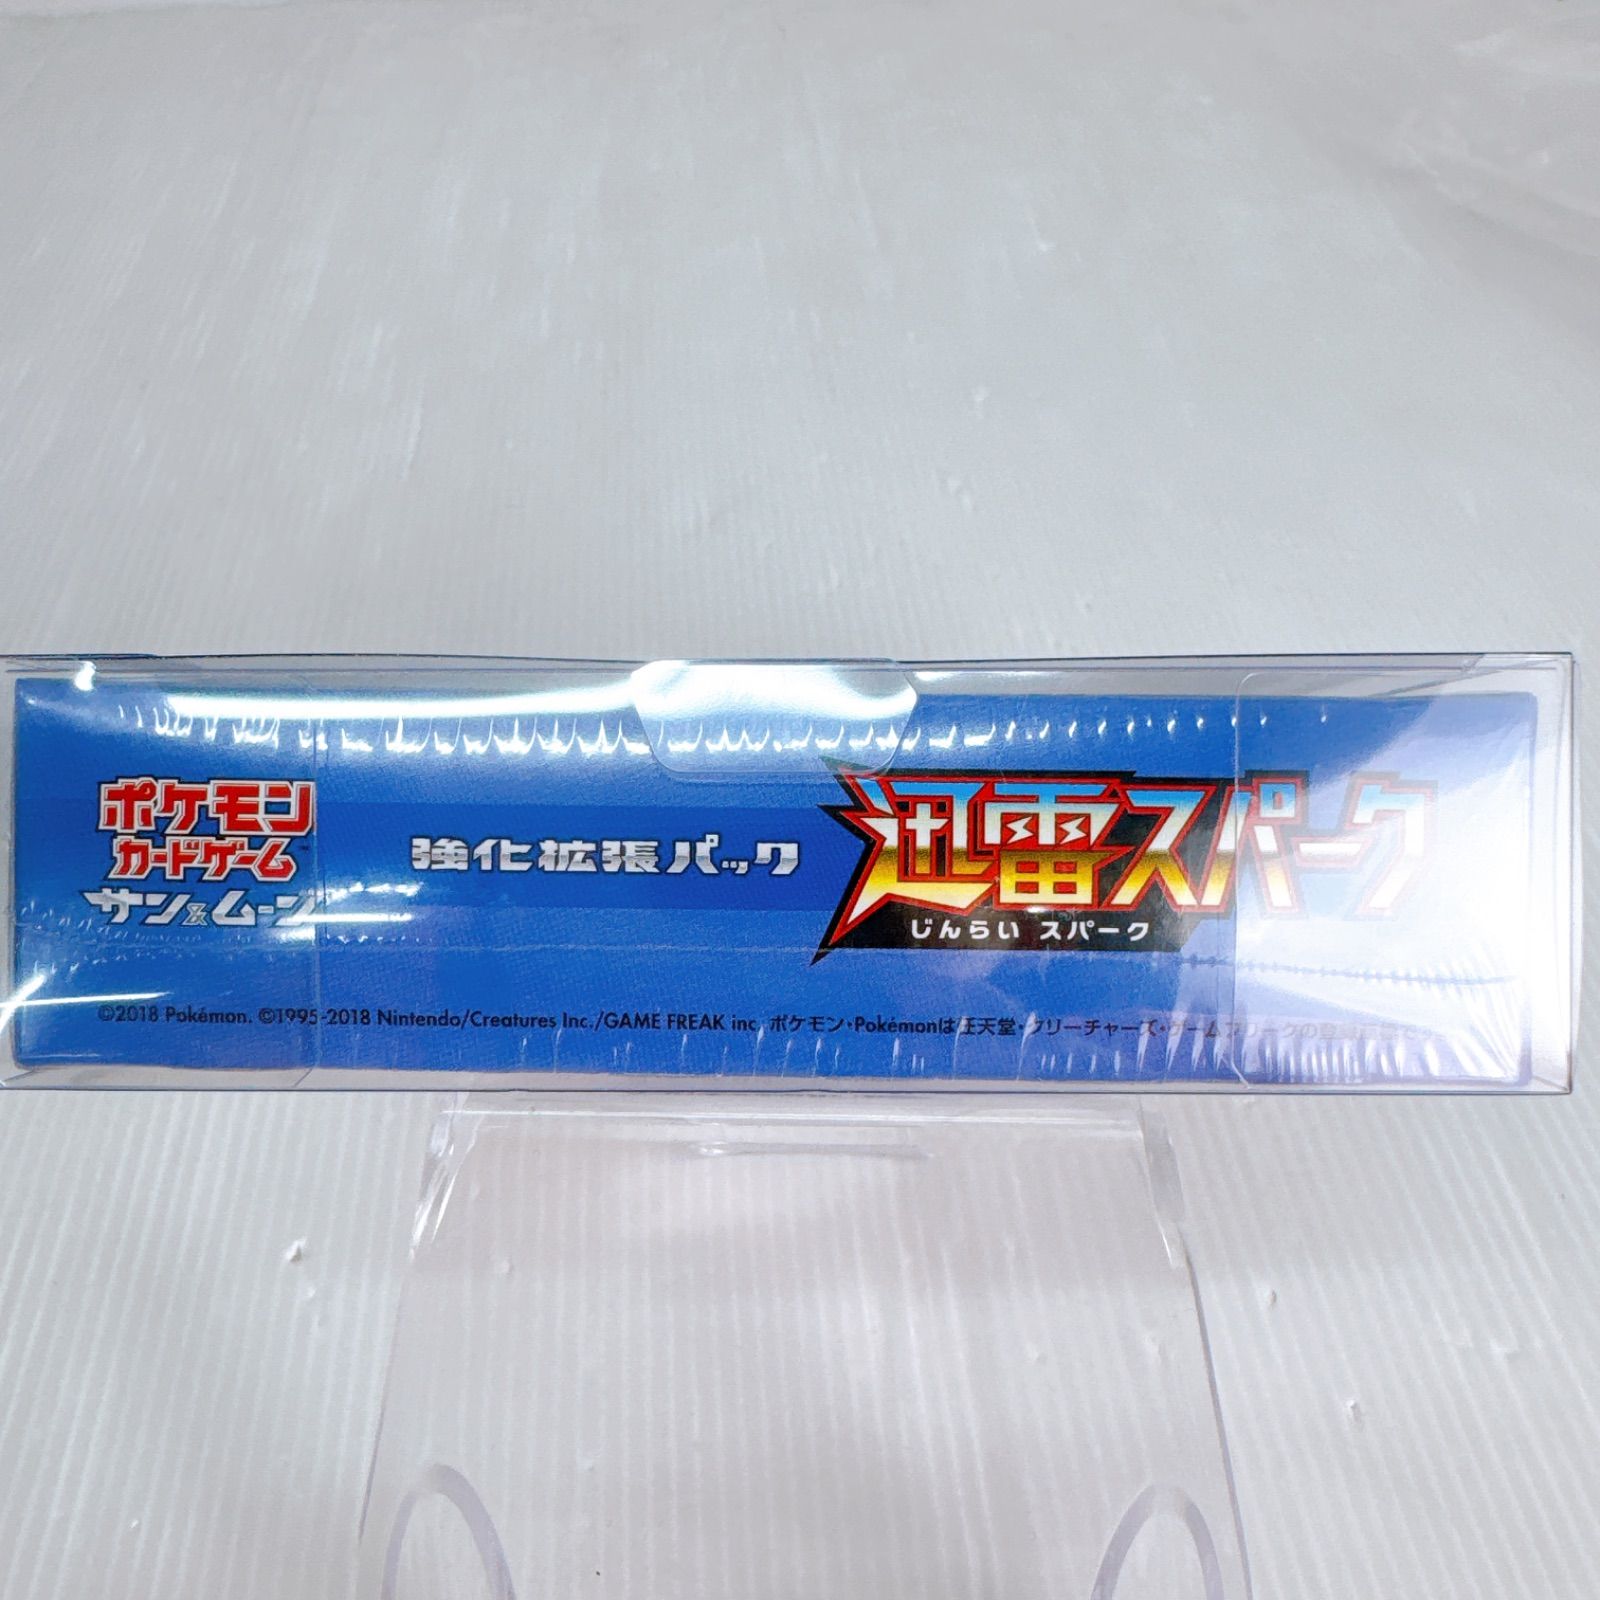 ポケモン
カードゲーム™
サン&ムーン
強化拡張パック
迅雷スパーク
じんらい スパーク
©2018 Pokémon. ©1995-2018 Nintendo/Creatures Inc./GAME FREAK inc. ポケモン・Pokémonは任天堂・クリーチャーズ・ゲームフリークの登録商標です。